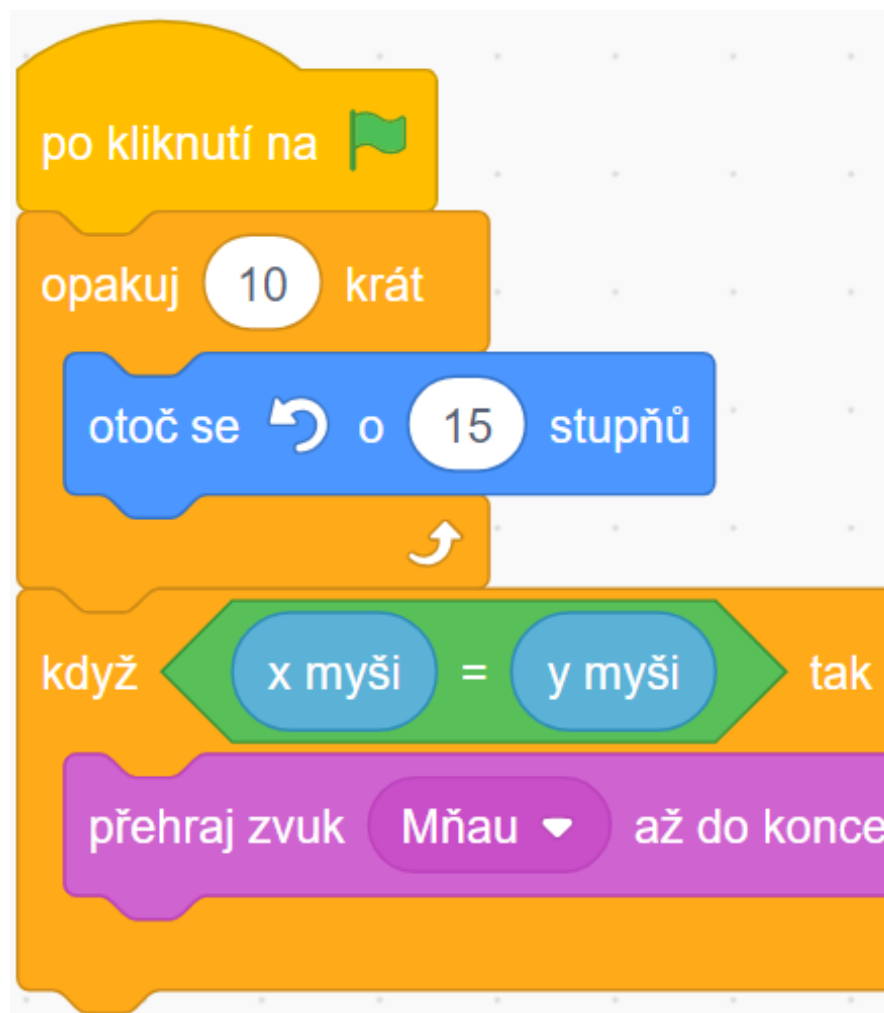 po kliknutí na
opakuj 10 krát
otoč se o 15 stupňů
když x myši = y myši tak
přehraj zvuk Mňau až do konce